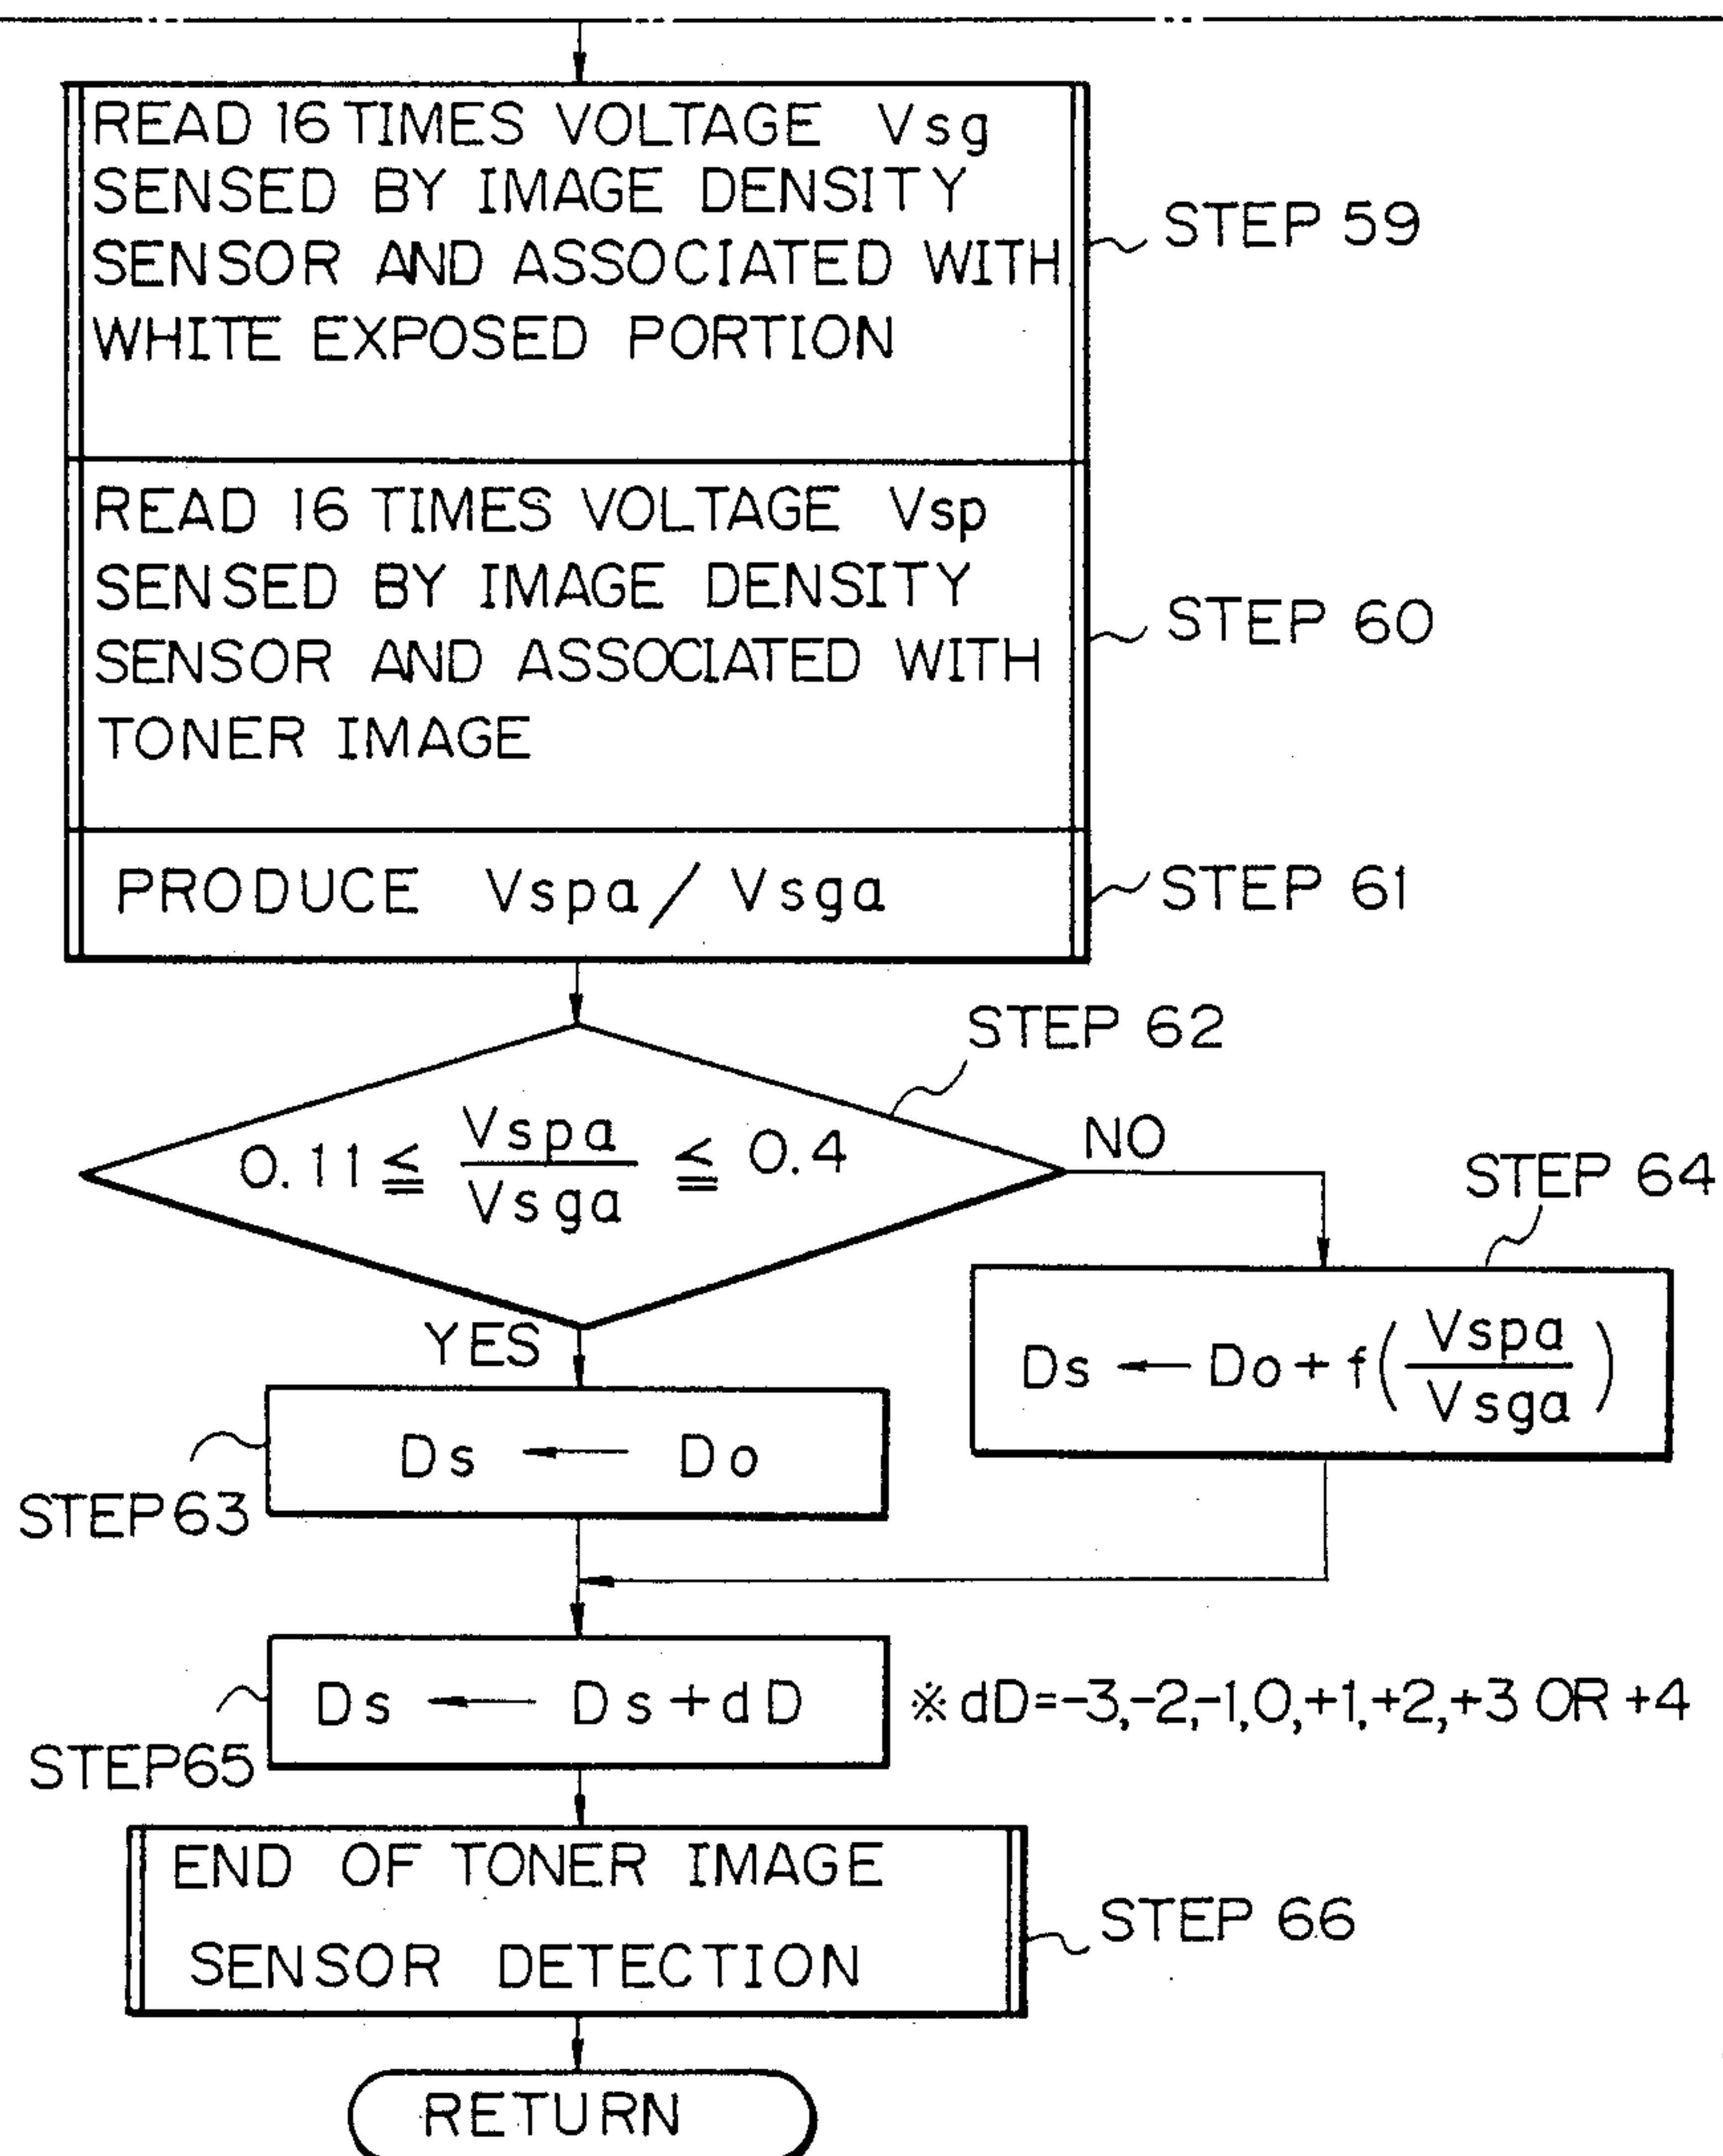 READ 16 TIMES VOLTAGE Vsg
SENSED BY IMAGE DENSITY
SENSOR AND ASSOCIATED WITH
WHITE EXPOSED PORTION
STEP 59
READ 16 TIMES VOLTAGE Vsp
SENSED BY IMAGE DENSITY
SENSOR AND ASSOCIATED WITH
TONER IMAGE
STEP 60
PRODUCE Vspa / Vsga
STEP 61
STEP 62
0.11 ≦ Vspa/Vsga ≦ 0.4
NO
STEP 64
Ds ← Do + f(Vspa/Vsga)
YES
Ds ← Do
STEP 63
Ds ← Ds + dD
※ dD=-3,-2,-1,0,+1,+2,+3 OR +4
STEP 65
END OF TONER IMAGE
SENSOR DETECTION
STEP 66
RETURN